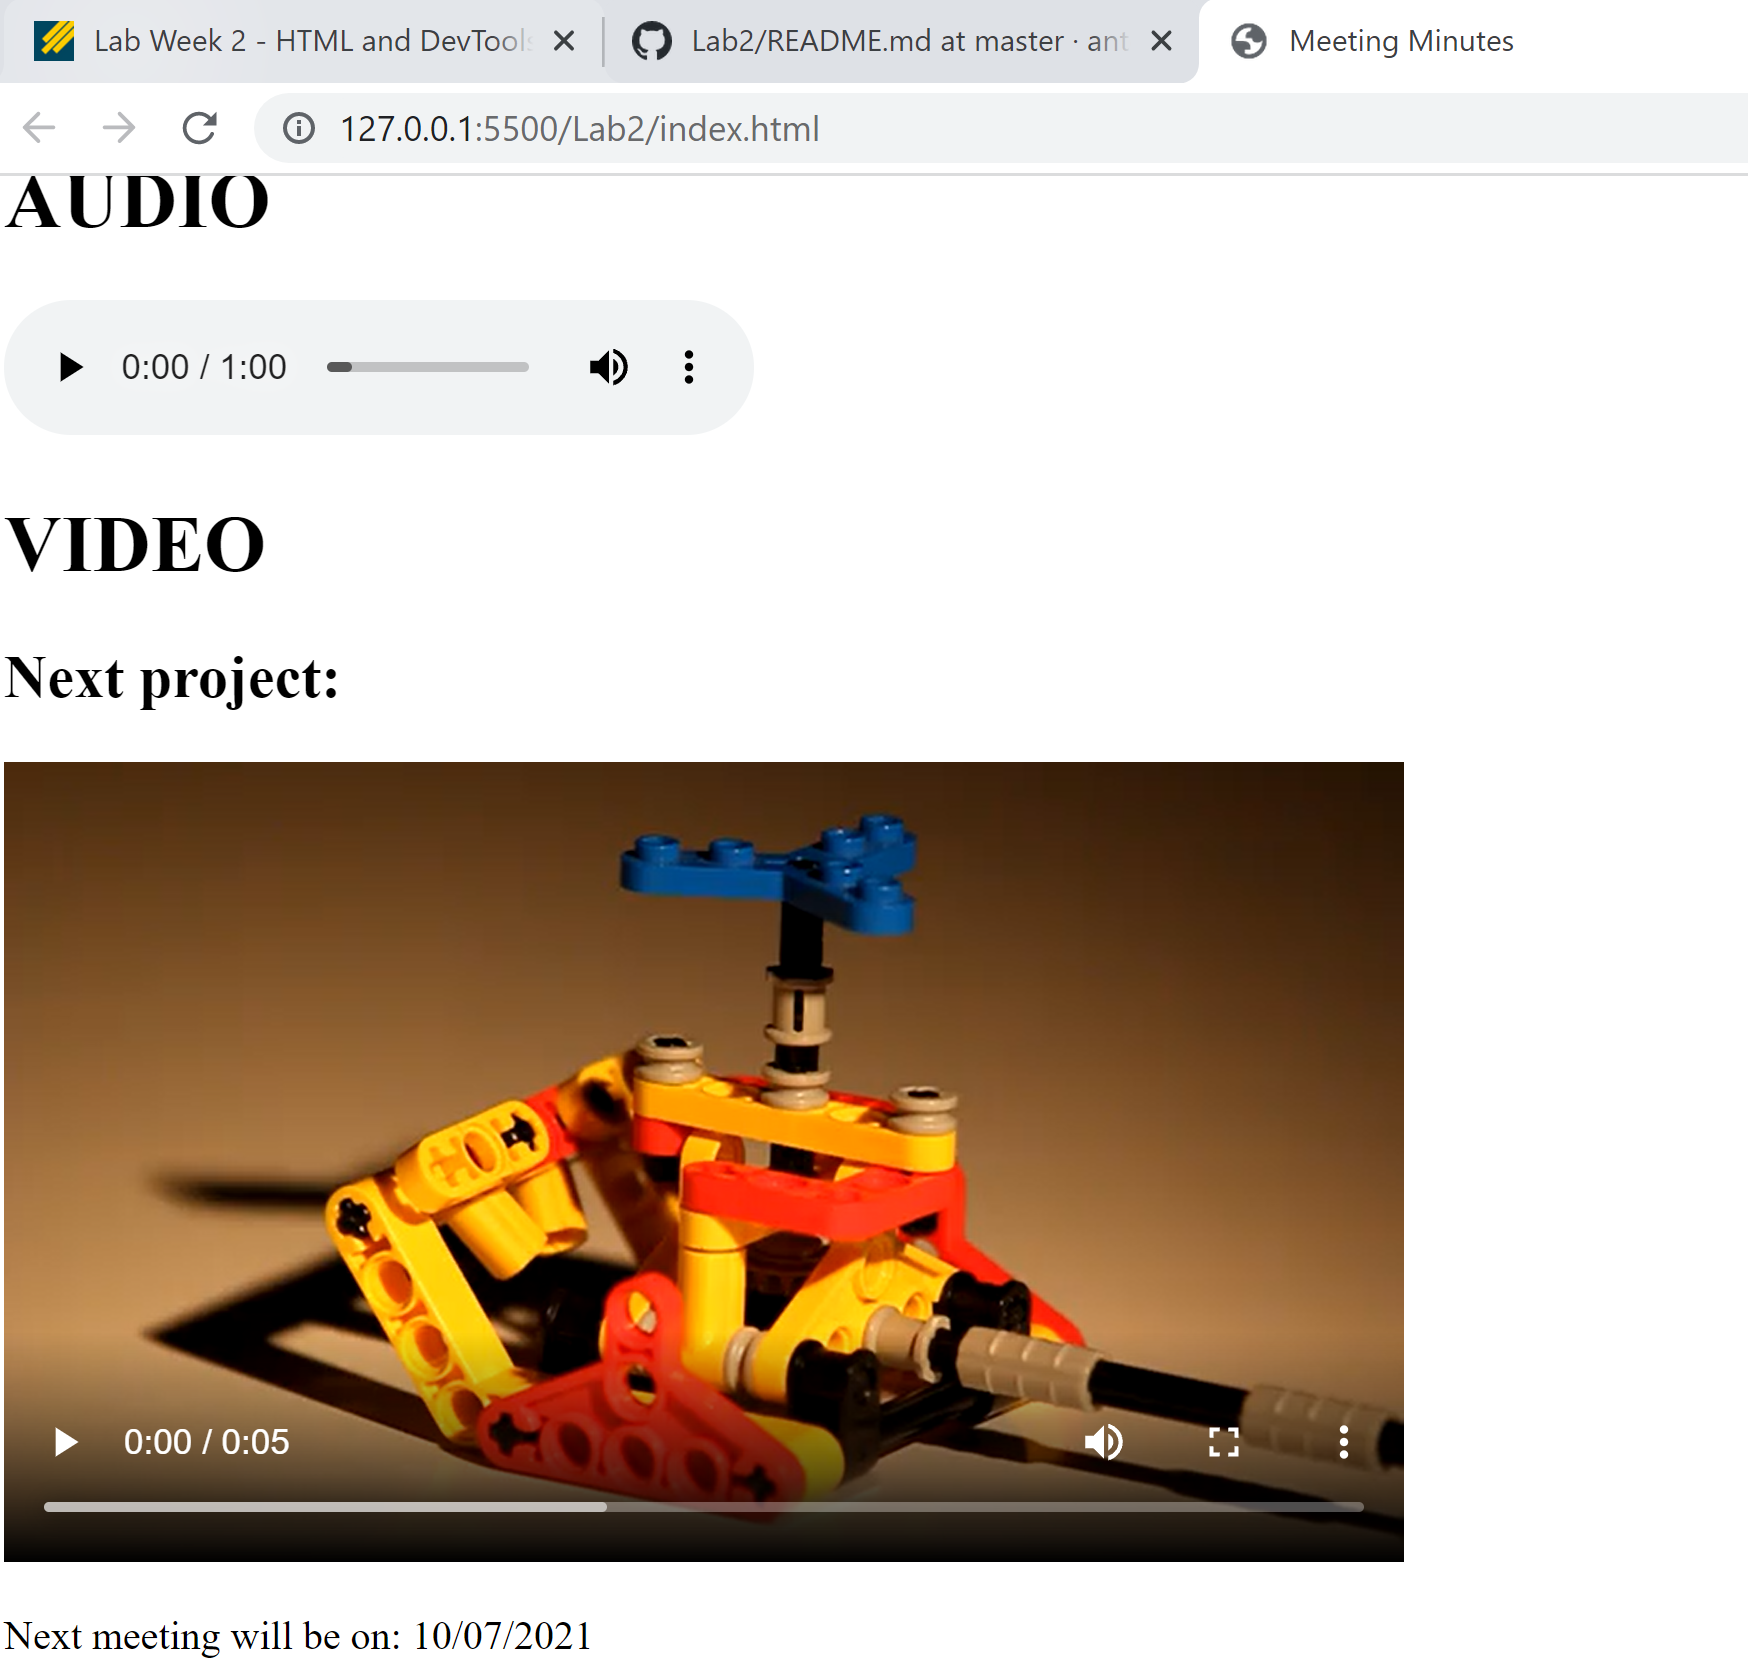 Lab Week 2 - HTML and DevTools
Lab2/README.md at master · ant
Meeting Minutes
127.0.0.1:5500/Lab2/index.html
AUDIO
0:00 / 1:00
VIDEO
Next project:
0:00 / 0:05
Next meeting will be on: 10/07/2021